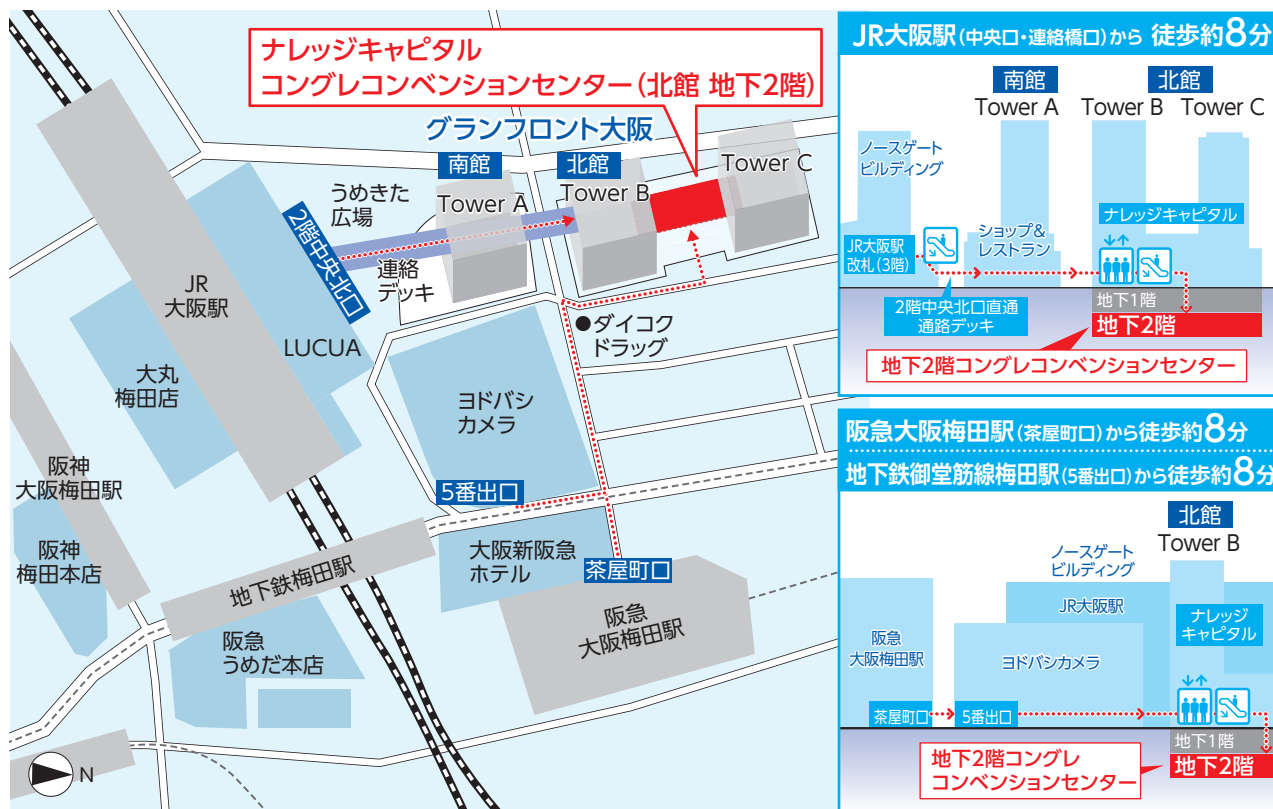 ナレッジキャピタル
コングレコンベンションセンター(北館 地下2階)
グランフロント大阪
南館
北館
Tower A
Tower B
Tower C
うめきた
広場
2階中央北口
連絡
デッキ
JR
大阪駅
LUCUA
●ダイコク
ドラッグ
大丸
梅田店
ヨドバシ
カメラ
阪神
大阪梅田駅
5番出口
阪神
梅田本店
大阪新阪急
ホテル
茶屋町口
地下鉄梅田駅
阪急
大阪梅田駅
阪急
うめだ本店
N
JR大阪駅(中央口・連絡橋口)から 徒歩約8分
南館
北館
Tower A
Tower B
Tower C
ノースゲート
ビルディング
ナレッジキャピタル
ショップ&
レストラン
JR大阪駅
改札(3階)
2階中央北口直通
通路デッキ
地下1階
地下2階
地下2階コングレコンベンションセンター
阪急大阪梅田駅(茶屋町口)から徒歩約8分
地下鉄御堂筋線梅田駅(5番出口)から徒歩約8分
北館
Tower B
ノースゲート
ビルディング
JR大阪駅
ナレッジ
キャピタル
阪急
大阪梅田駅
ヨドバシカメラ
茶屋町口
5番出口
地下1階
地下2階
地下2階コングレ
コンベンションセンター